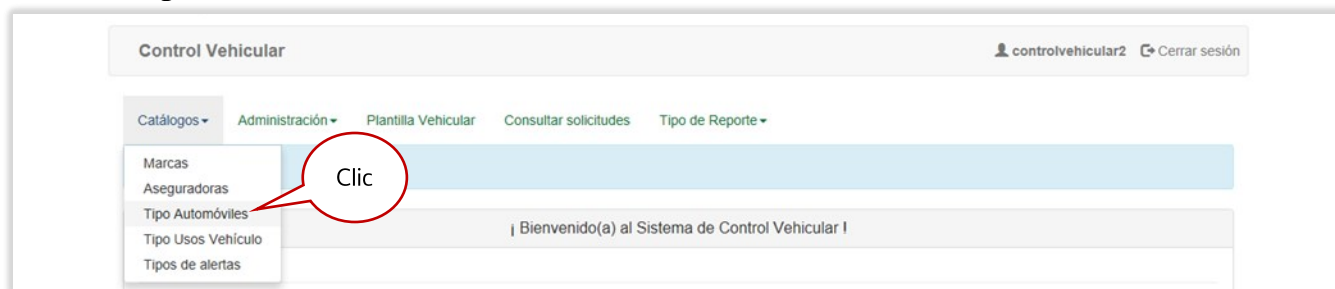 Control Vehicular controlvehicular2 Cerrar sesión
Catálogos Administración Plantilla Vehicular Consultar solicitudes Tipo de Reporte
Marcas
Aseguradoras
Tipo Automóviles
Tipo Usos Vehículo
Tipos de alertas
Clic
¡ Bienvenido(a) al Sistema de Control Vehicular !